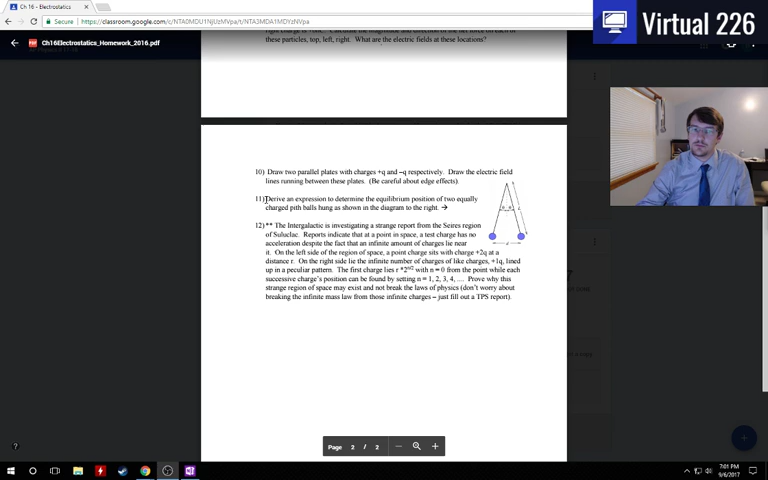 Ch 16 - Electrostatics
Secure
https://classroom.google.com/c/NTA0MDU1NjUzMVpa/t/NTA3MDA1MDYzNVpa
Virtual 226
Ch16Electrostatics_Homework_2016.pdf
these particles, top, left, right. What are the electric fields at these locations?
10) Draw two parallel plates with charges +q and –q respectively. Draw the electric field
lines running between these plates. (Be careful about edge effects).
11) Derive an expression to determine the equilibrium position of two equally
charged pith balls hung as shown in the diagram to the right. →
12) ** The Intergalactic is investigating a strange report from the Seires region
of Suluclac. Reports indicate that at a point in space, a test charge has no
acceleration despite the fact that an infinite amount of charges lie near
it. On the left side of the region of space, a point charge sits with charge +2q at a
distance r. On the right side lie the infinite number of charges of like charges, +1q, lined
up in a peculiar pattern. The first charge lies r *2^n/2 with n = 0 from the point while each
successive charge's position can be found by setting n = 1, 2, 3, 4, … Prove why this
strange region of space may exist and not break the laws of physics (don't worry about
breaking the infinite mass law from those infinite charges – just fill out a TPS report).
Page 2 / 2
7:01 PM
9/6/2017